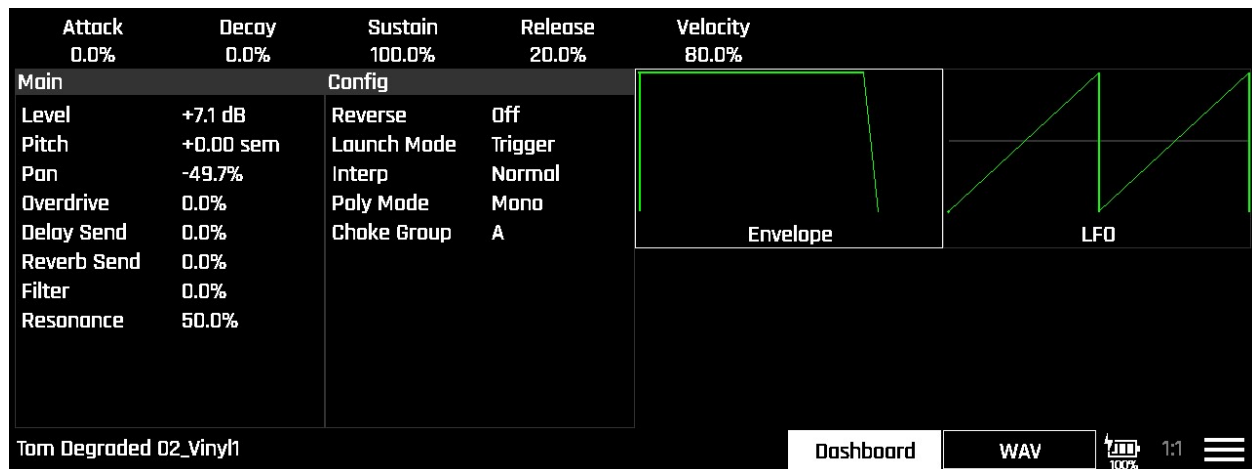 Attack Decay Sustain Release Velocity
0.0% 0.0% 100.0% 20.0% 80.0%
Main Config
Level +7.1 dB Reverse Off
Pitch +0.00 sem Launch Mode Trigger
Pan -49.7% Interp Normal
Overdrive 0.0% Poly Mode Mono
Delay Send 0.0% Choke Group A
Envelope LFO
Reverb Send 0.0%
Filter 0.0%
Resonance 50.0%
Tom Degraded 02_Vinyl1 Dashboard WAV 1:1
100%